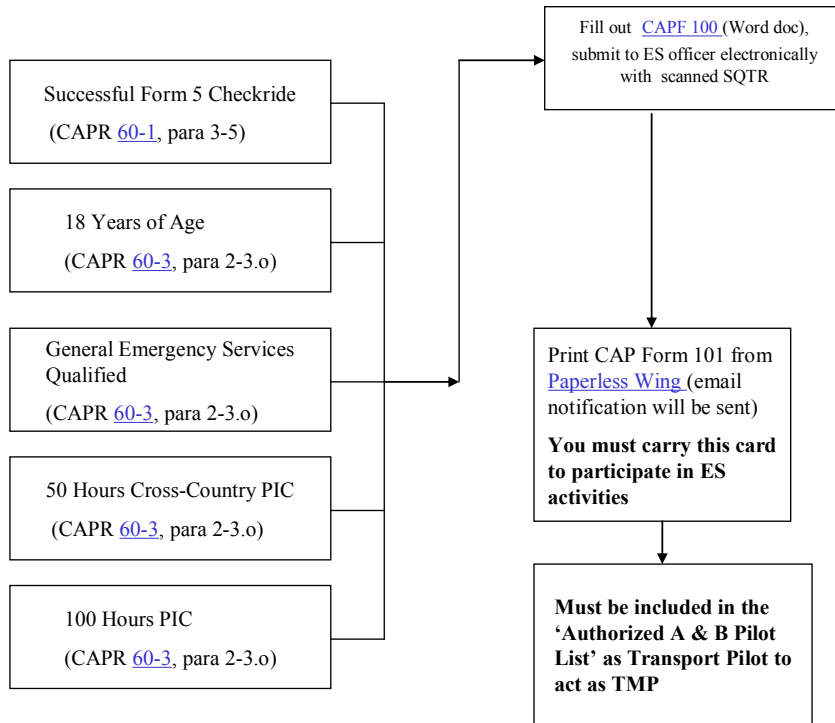 Successful Form 5 Checkride
(CAPR 60-1, para 3-5)
18 Years of Age
(CAPR 60-3, para 2-3.o)
General Emergency Services
Qualified
(CAPR 60-3, para 2-3.o)
50 Hours Cross-Country PIC
(CAPR 60-3, para 2-3.o)
100 Hours PIC
(CAPR 60-3, para 2-3.o)
Fill out CAPF 100 (Word doc),
submit to ES officer electronically
with scanned SQTR
Print CAP Form 101 from
Paperless Wing (email
notification will be sent)
You must carry this card
to participate in ES
activities
Must be included in the
‘Authorized A & B Pilot
List’ as Transport Pilot to
act as TMP